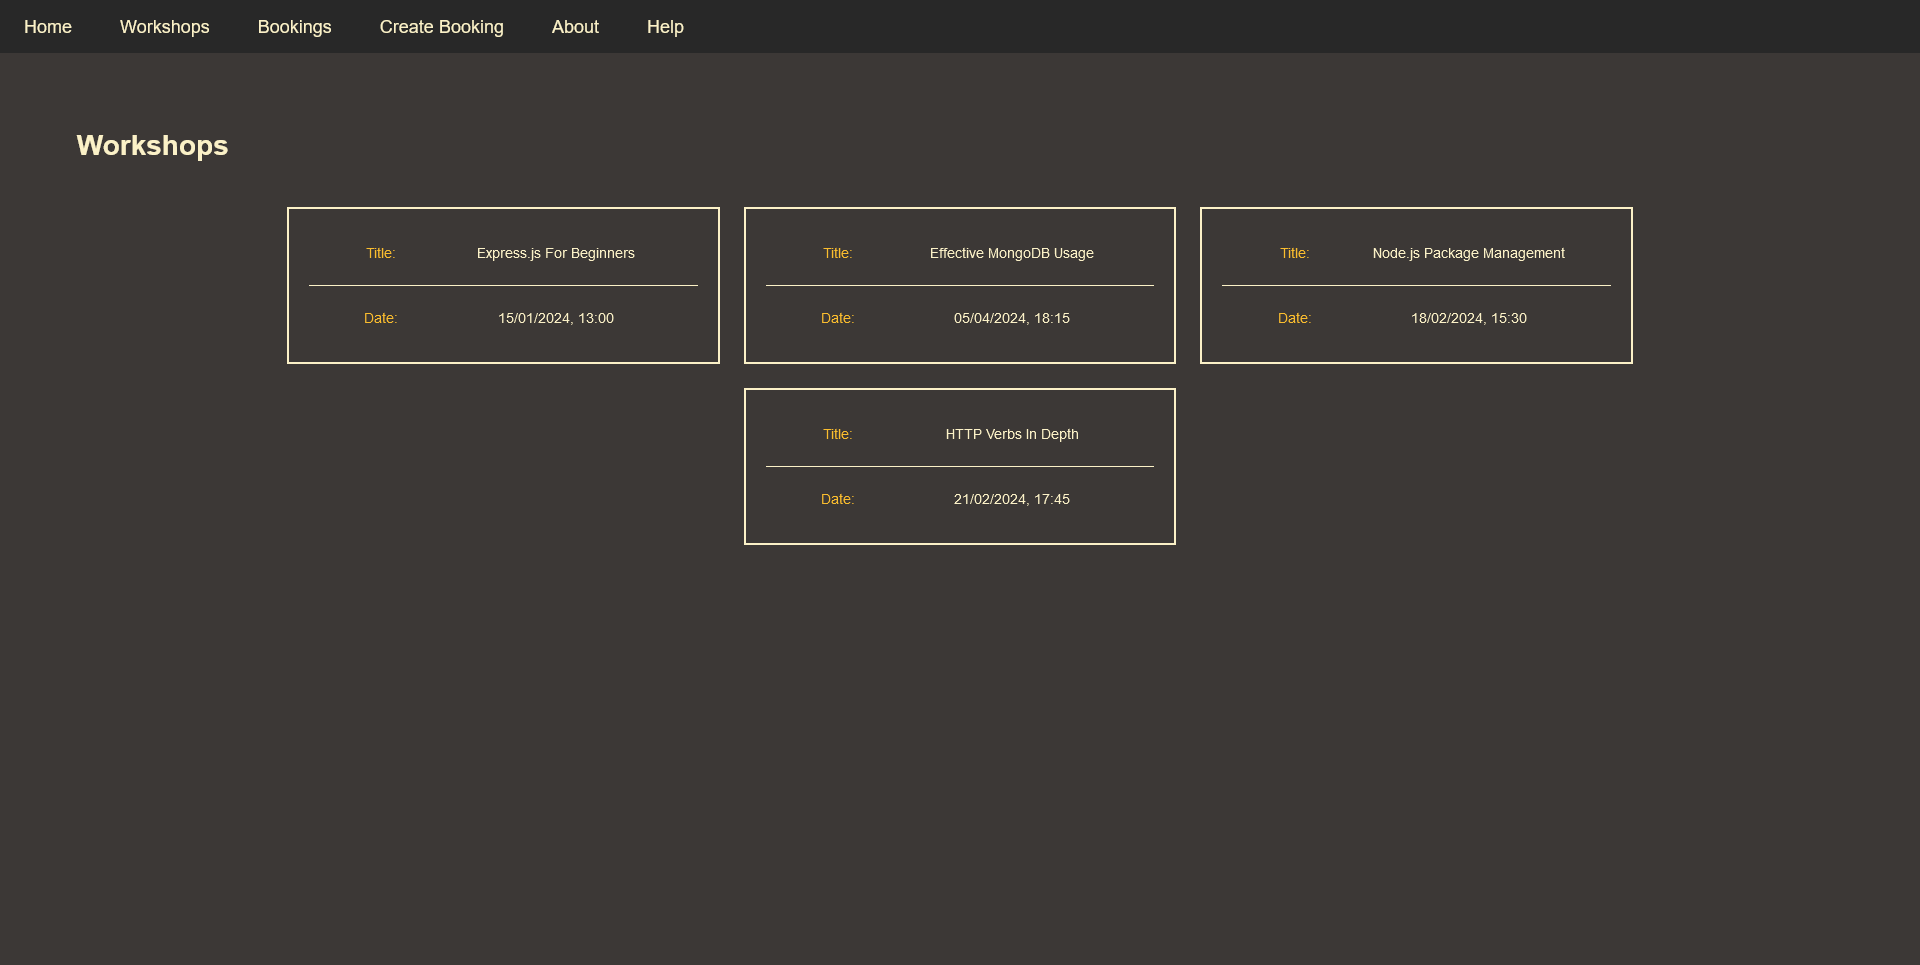 Home Workshops Bookings Create Booking About Help
Workshops
Title: Express.js For Beginners
Date: 15/01/2024, 13:00
Title: Effective MongoDB Usage
Date: 05/04/2024, 18:15
Title: Node.js Package Management
Date: 18/02/2024, 15:30
Title: HTTP Verbs In Depth
Date: 21/02/2024, 17:45